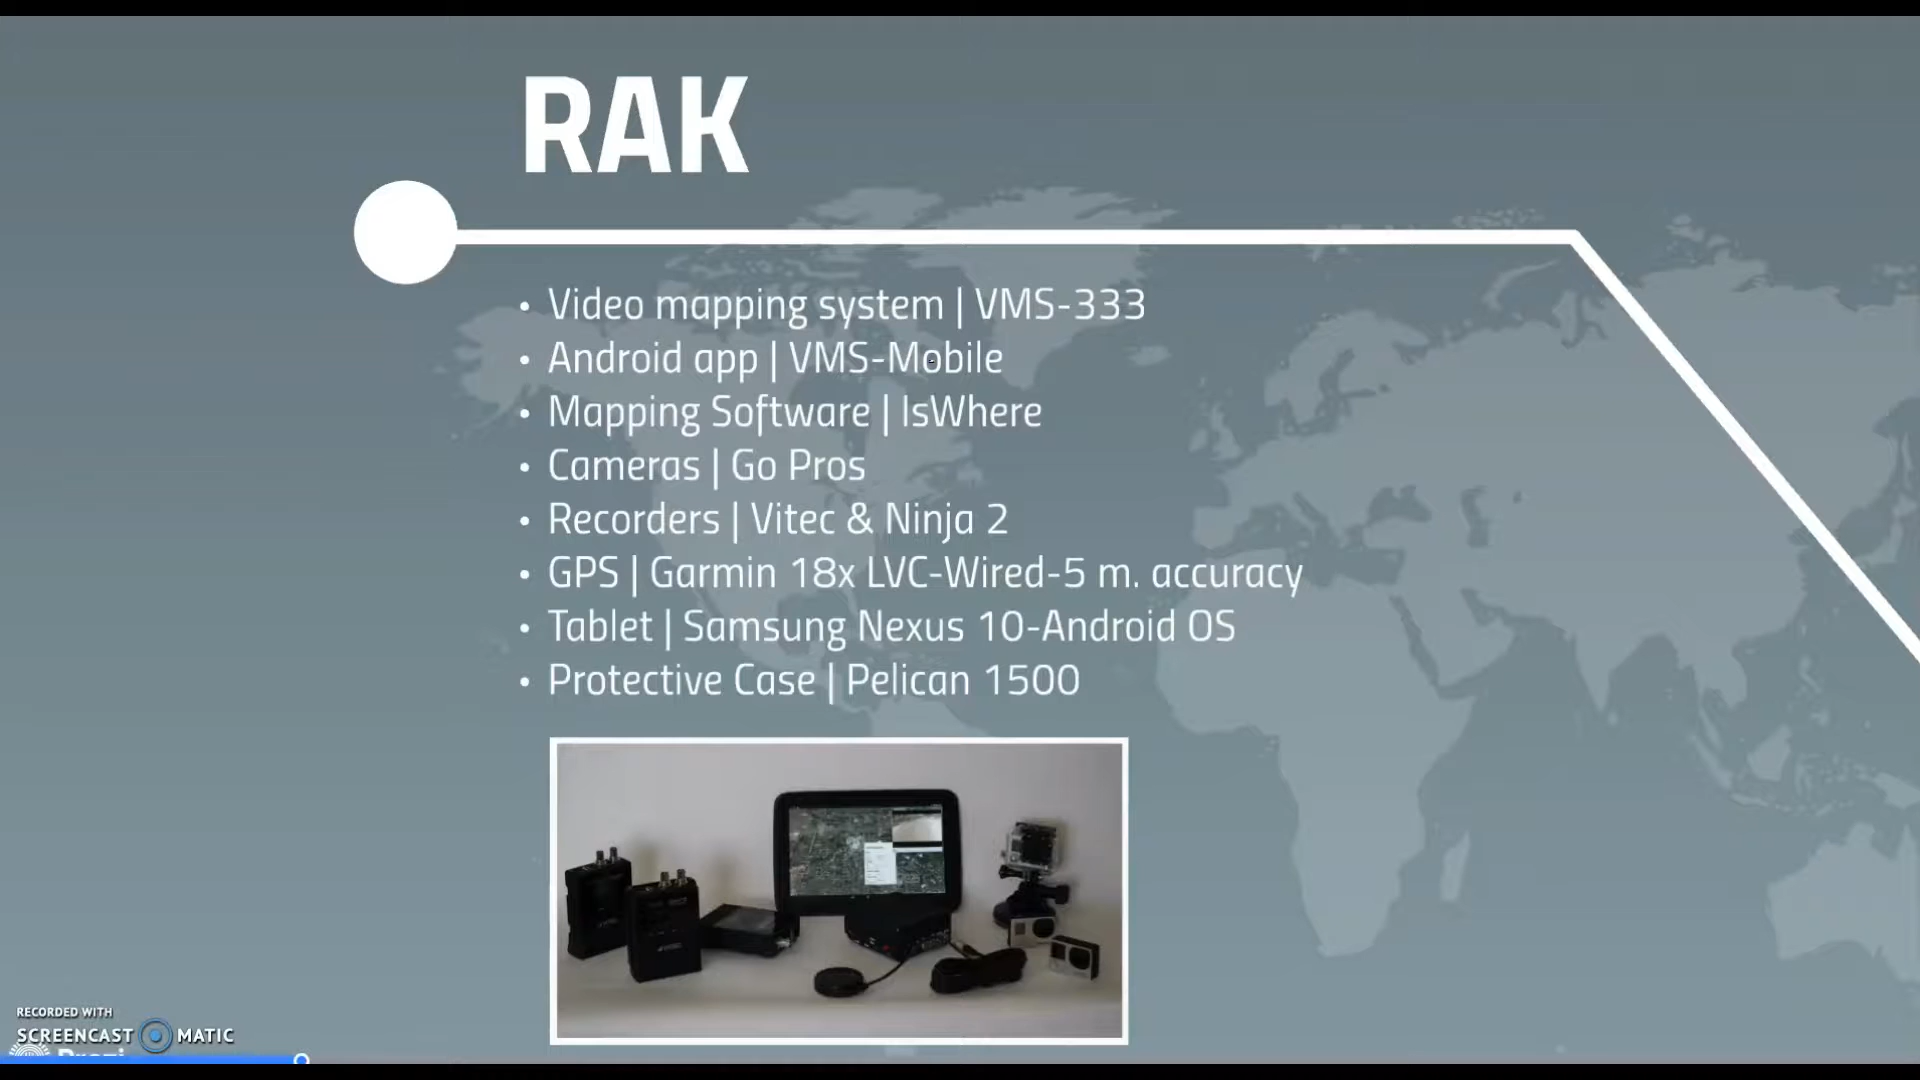 RAK
• Video mapping system | VMS-333
• Android app | VMS-Mobile
• Mapping Software | IsWhere
• Cameras | Go Pros
• Recorders | Vitec & Ninja 2
• GPS | Garmin 18x LVC-Wired-5 m. accuracy
• Tablet | Samsung Nexus 10-Android OS
• Protective Case | Pelican 1500
RECORDED WITH
SCREENCAST MATIC
Prezi